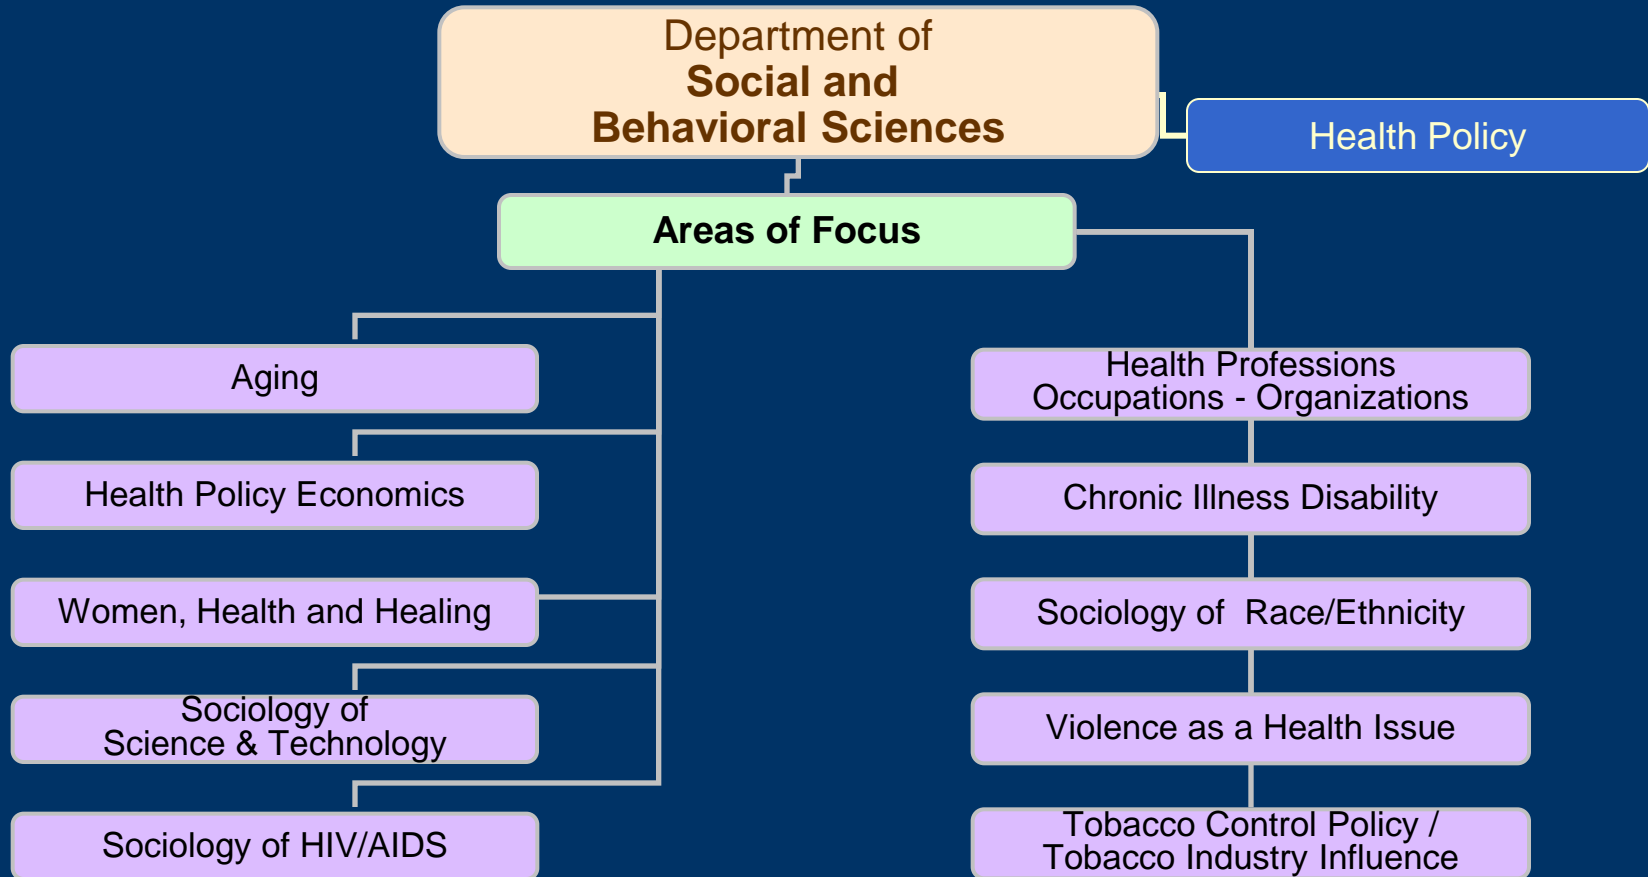 Department of
Social and
Behavioral Sciences
Health Policy
Areas of Focus
Aging
Health Policy Economics
Women, Health and Healing
Sociology of
Science & Technology
Sociology of HIV/AIDS
Health Professions
Occupations - Organizations
Chronic Illness Disability
Sociology of  Race/Ethnicity
Violence as a Health Issue
Tobacco Control Policy /
Tobacco Industry Influence